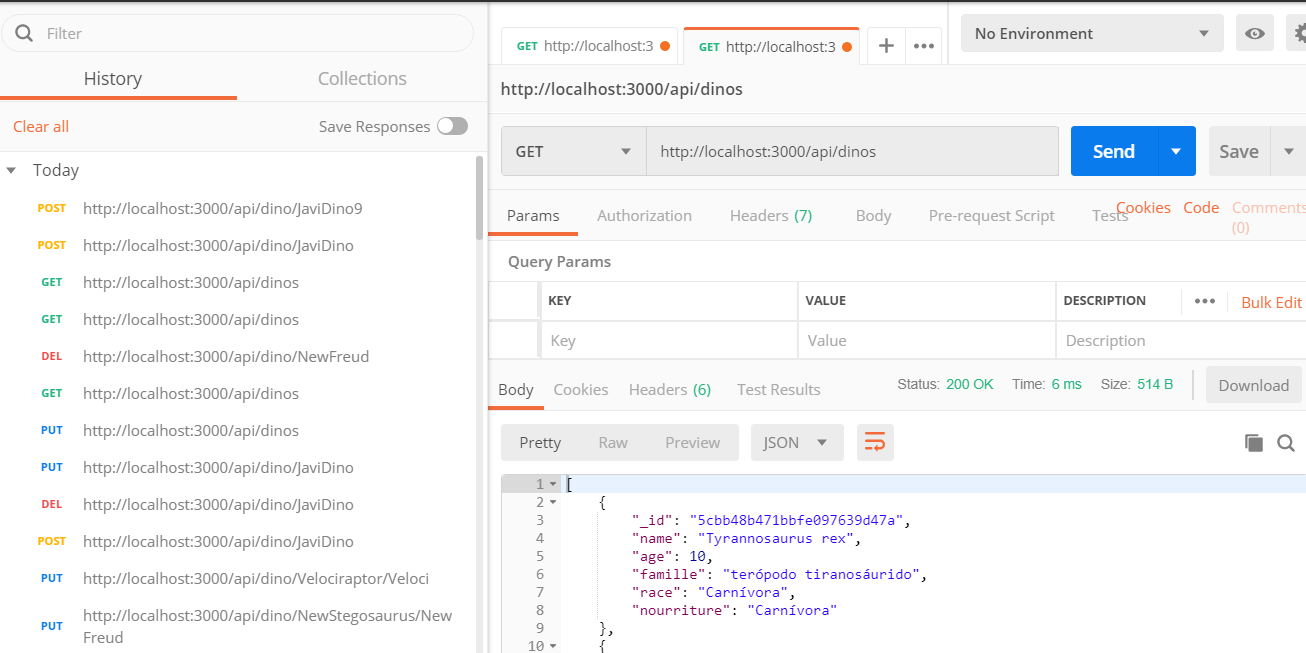 Filter
History
Collections
Clear all
Save Responses
Today
POST http://localhost:3000/api/dino/JaviDino9
POST http://localhost:3000/api/dino/JaviDino
GET http://localhost:3000/api/dinos
GET http://localhost:3000/api/dinos
DEL http://localhost:3000/api/dino/NewFreud
GET http://localhost:3000/api/dinos
PUT http://localhost:3000/api/dinos
PUT http://localhost:3000/api/dino/JaviDino
DEL http://localhost:3000/api/dino/JaviDino
POST http://localhost:3000/api/dino/JaviDino
PUT http://localhost:3000/api/dino/Velociraptor/Veloci
PUT http://localhost:3000/api/dino/NewStegosaurus/New
Freud
GET http://localhost:3
GET http://localhost:3
No Environment
http://localhost:3000/api/dinos
GET http://localhost:3000/api/dinos
Send
Save
Params Authorization Headers (7) Body Pre-request Script Tests
Cookies Code Comments
(0)
Query Params
KEY VALUE DESCRIPTION
Bulk Edit
Key Value Description
Body Cookies Headers (6) Test Results
Status: 200 OK Time: 6 ms Size: 514 B
Download
Pretty Raw Preview JSON
1 [
2 {
3 "_id": "5cbb48b471bbfe097639d47a",
4 "name": "Tyrannosaurus rex",
5 "age": 10,
6 "famille": "terópodo tiranosáurido",
7 "race": "Carnívora",
8 "nourriture": "Carnívora"
9 },
10 {